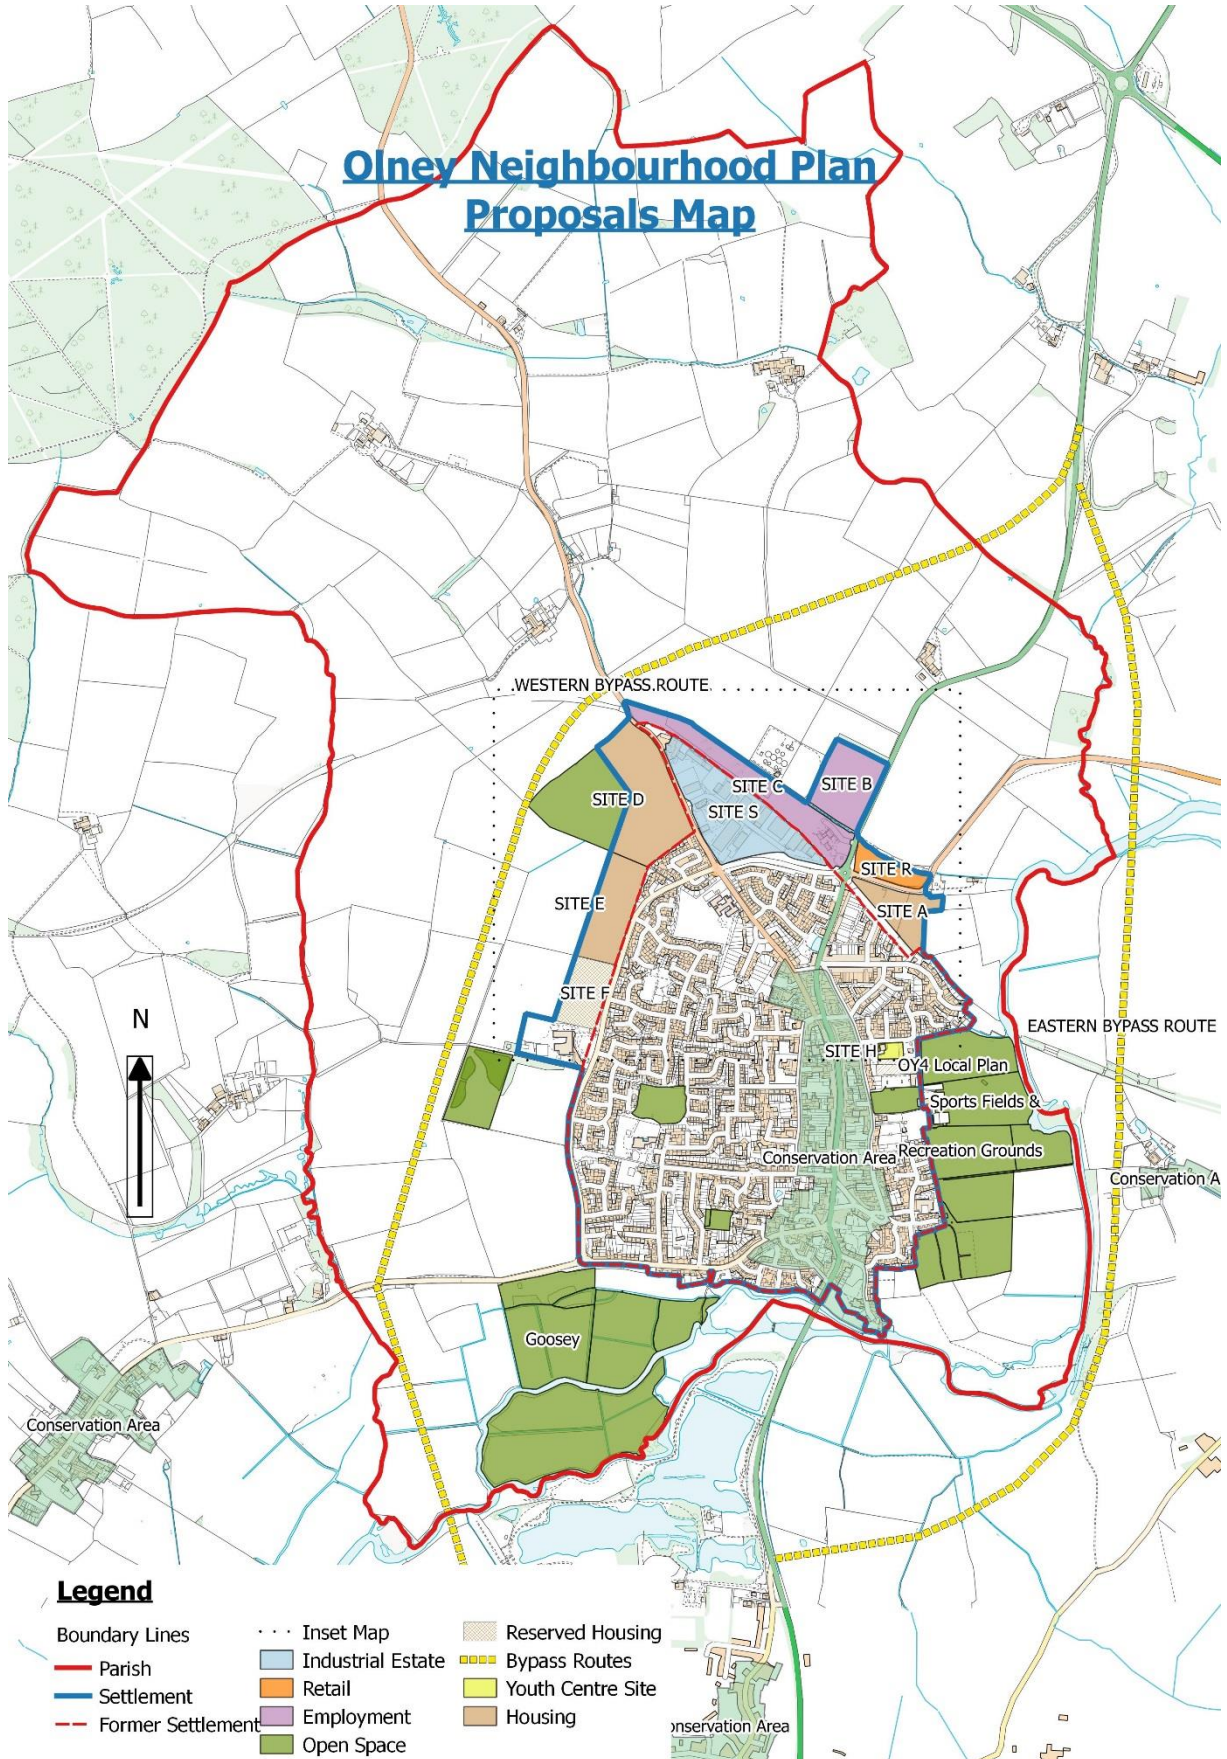 Olney Neighbourhood Plan
Proposals Map
WESTERN BYPASS ROUTE
SITE C
SITE B
SITE D
SITE S
SITE R
SITE E
SITE A
SITE F
N
EASTERN BYPASS ROUTE
SITE H
OY4 Local Plan
Sports Fields &
Recreation Grounds
Conservation Area
Conservation A
Goosey
Conservation Area
Legend
Boundary Lines
Parish
Settlement
Former Settlement
Inset Map
Industrial Estate
Retail
Employment
Open Space
Reserved Housing
Bypass Routes
Youth Centre Site
Housing
onservation Area